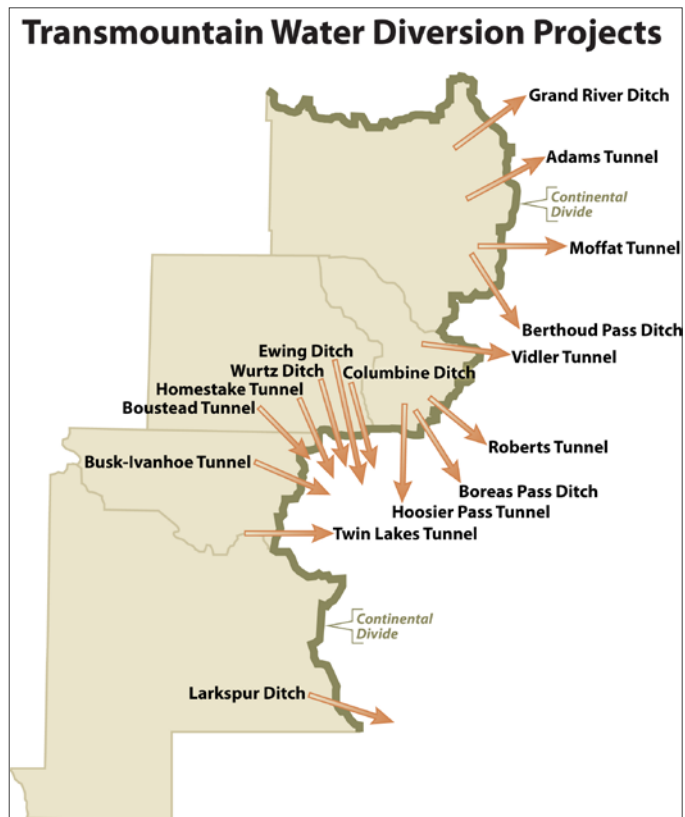 Transmountain Water Diversion Projects
Grand River Ditch
Adams Tunnel
Continental
Divide
Moffat Tunnel
Berthoud Pass Ditch
Vidler Tunnel
Ewing Ditch
Wurtz Ditch
Columbine Ditch
Homestake Tunnel
Boustead Tunnel
Roberts Tunnel
Busk-Ivanhoe Tunnel
Boreas Pass Ditch
Hoosier Pass Tunnel
Twin Lakes Tunnel
Continental
Divide
Larkspur Ditch